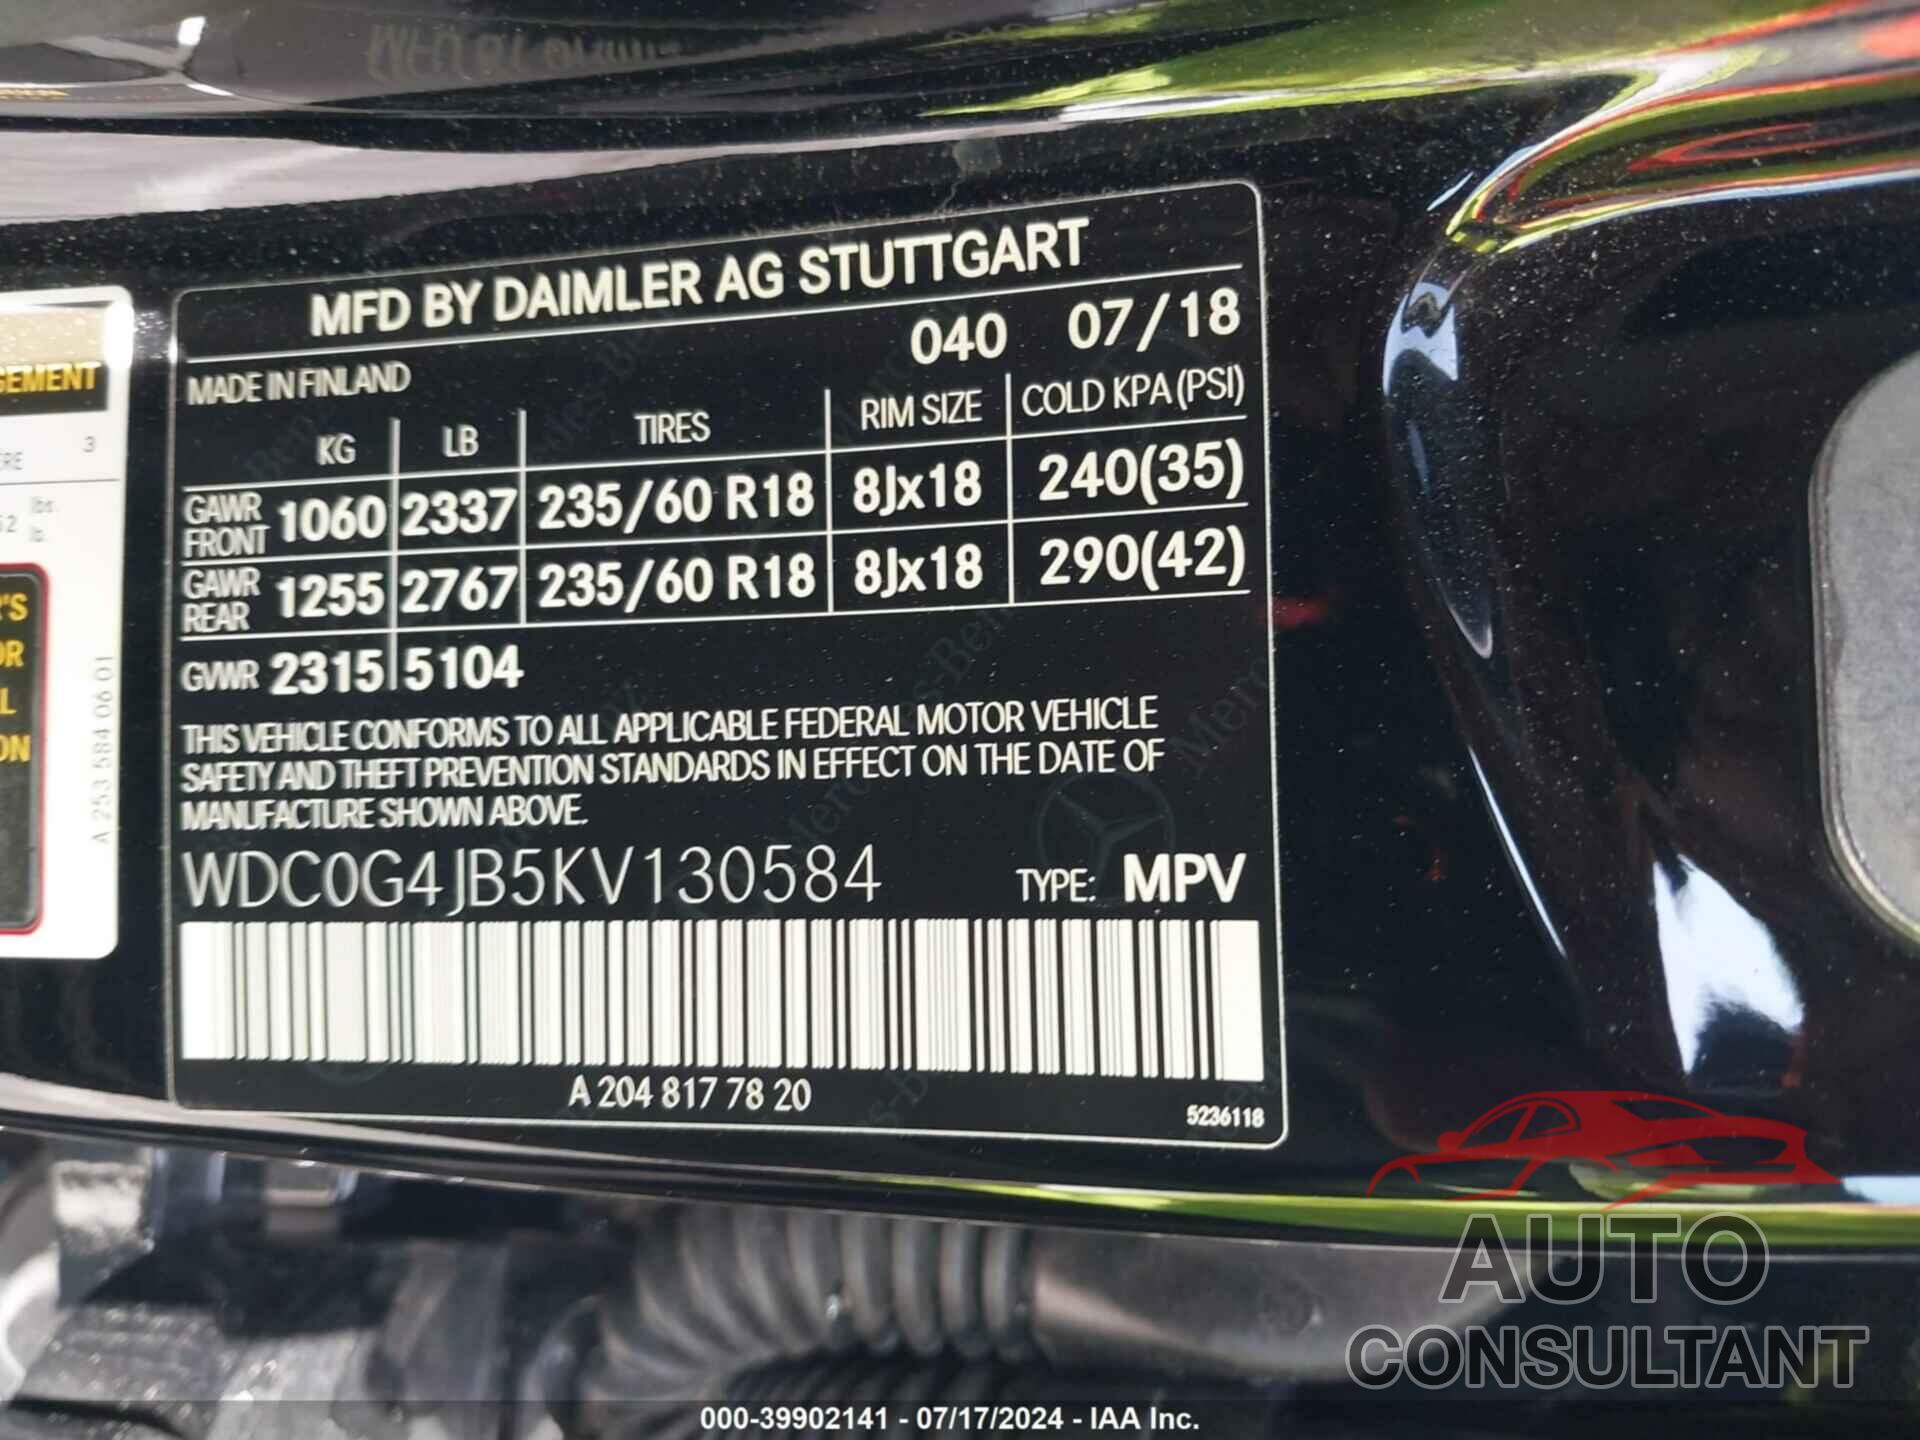 MFD BY DAIMLER AG STUTTGART
040 07/18
MADE IN FINLAND
KG LB TIRES RIM SIZE COLD KPA (PSI)
GAWR FRONT 1060 2337 235/60 R18 8Jx18 240(35)
GAWR REAR 1255 2767 235/60 R18 8Jx18 290(42)
GVWR 2315 5104
THIS VEHICLE CONFORMS TO ALL APPLICABLE FEDERAL MOTOR VEHICLE
SAFETY AND THEFT PREVENTION STANDARDS IN EFFECT ON THE DATE OF
MANUFACTURE SHOWN ABOVE.
WDC0G4JB5KV130584 TYPE: MPV
A 204 817 78 20
5236118
3
lbs.
lb.
A 253 584 06 01
AUTO
CONSULTANT
000-39902141 - 07/17/2024 - IAA Inc.